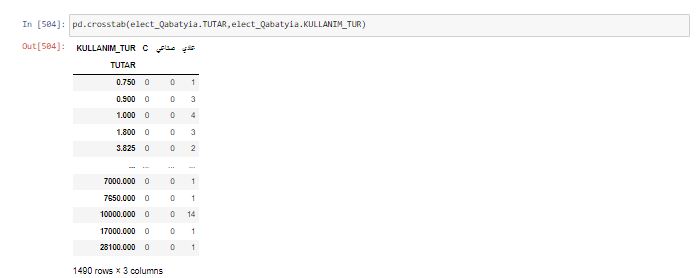 In [504]: pd.crosstab(elect_Qabatyia.TUTAR,elect_Qabatyia.KULLANIM_TUR)
Out[504]: KULLANIM_TUR C صناعي عادي
TUTAR
0.750 0 0 1
0.900 0 0 3
1.000 0 0 4
1.800 0 0 3
3.825 0 0 2
... ... ... ...
7000.000 0 0 1
7650.000 0 0 1
10000.000 0 0 14
17000.000 0 0 1
28100.000 0 0 1
1490 rows × 3 columns